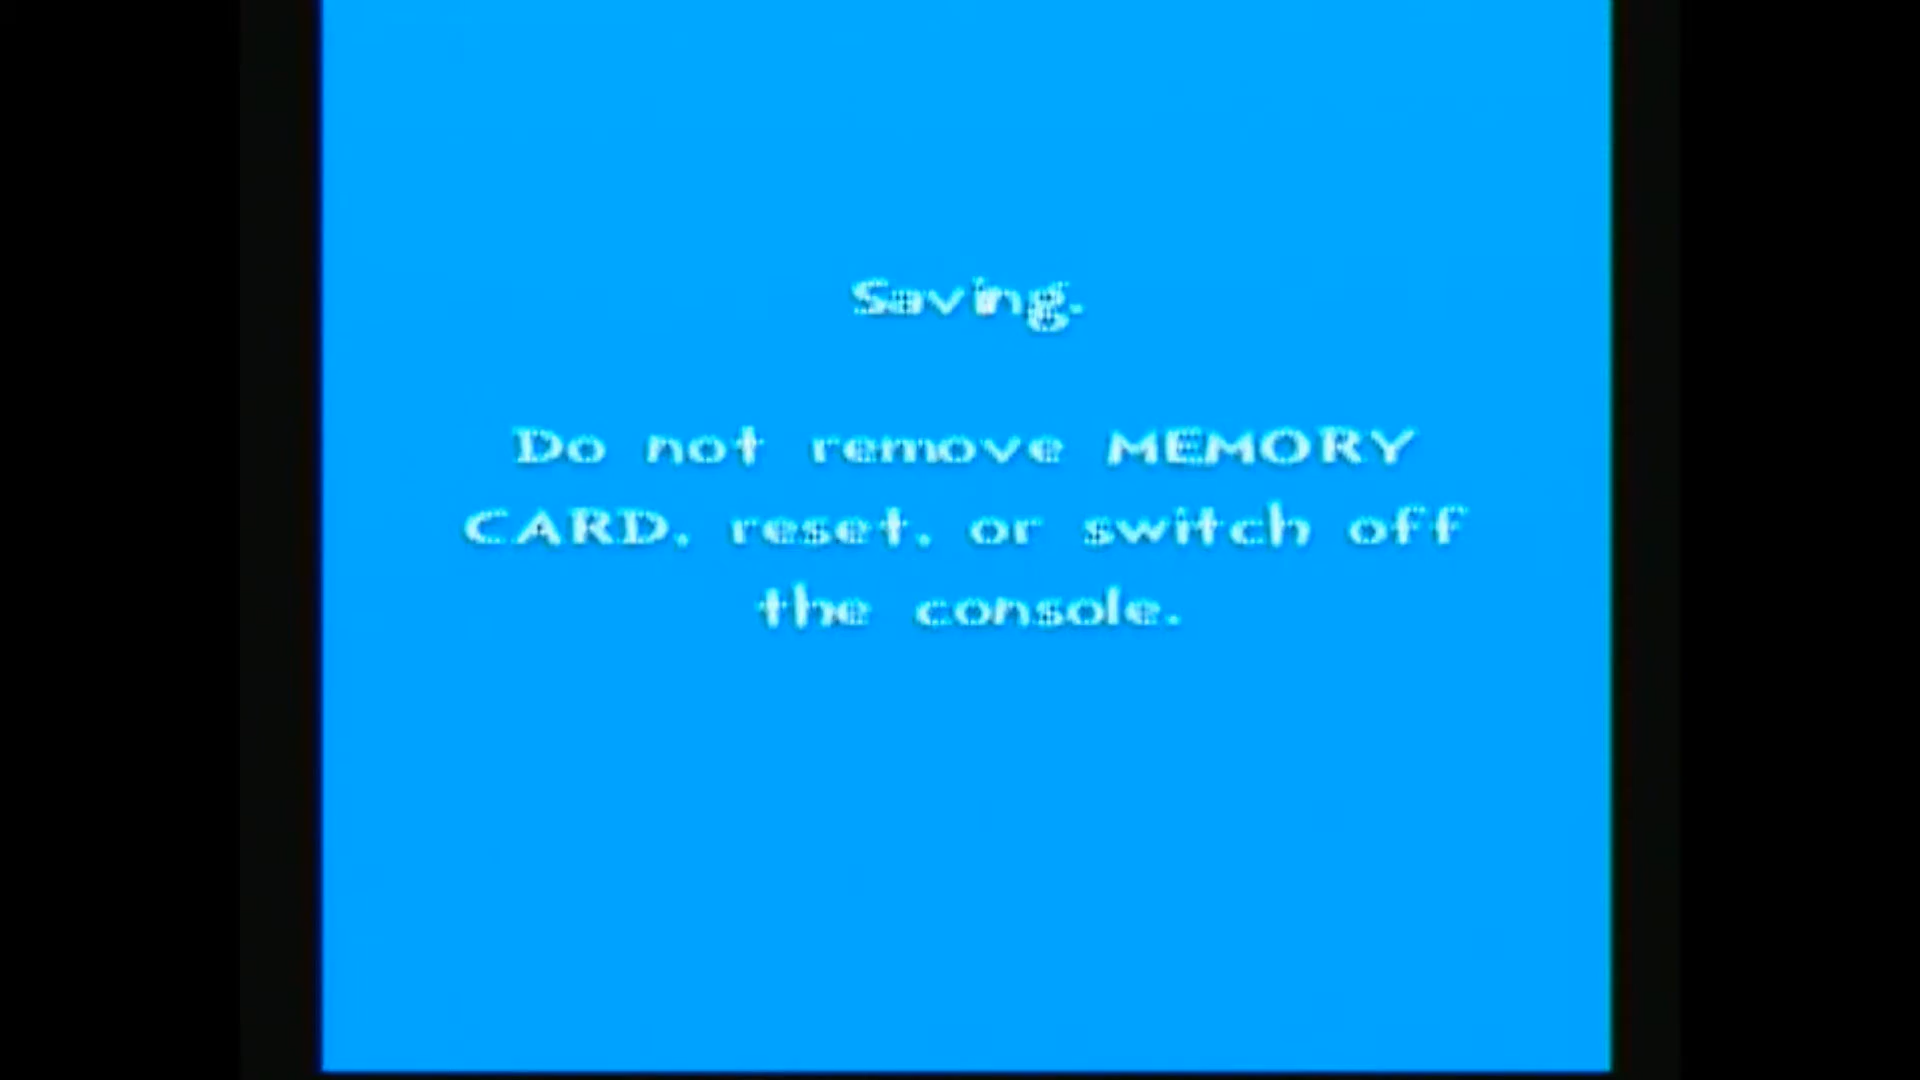 Saving.
Do not remove MEMORY
CARD, reset, or switch off
the console.